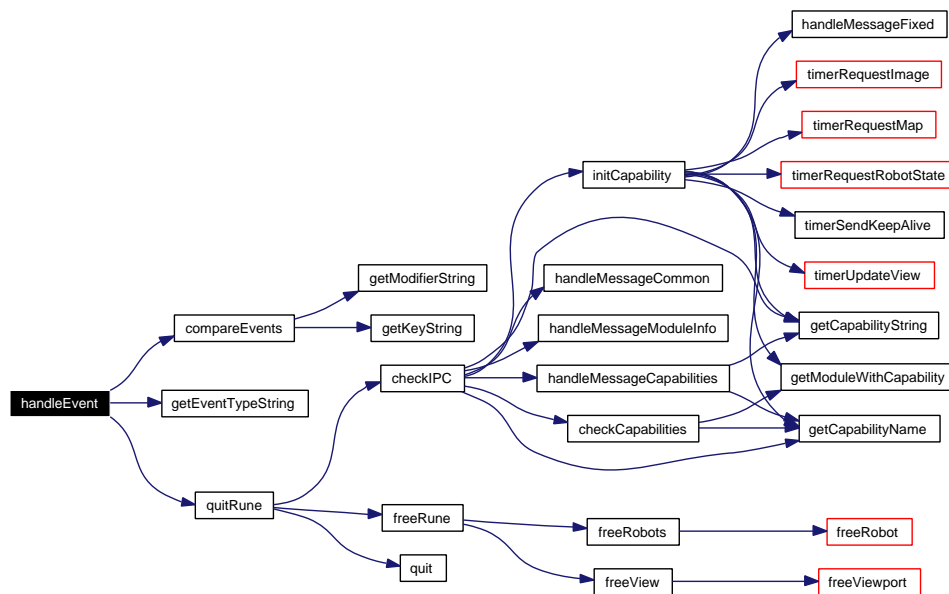 handleMessageFixed
timerRequestImage
timerRequestMap
initCapability
timerRequestRobotState
timerSendKeepAlive
getModifierString
handleMessageCommon
timerUpdateView
compareEvents
getKeyString
handleMessageModuleInfo
getCapabilityString
handleEvent
getEventTypeString
checkIPC
handleMessageCapabilities
getModuleWithCapability
checkCapabilities
getCapabilityName
quitRune
freeRune
freeRobots
freeRobot
quit
freeView
freeViewport